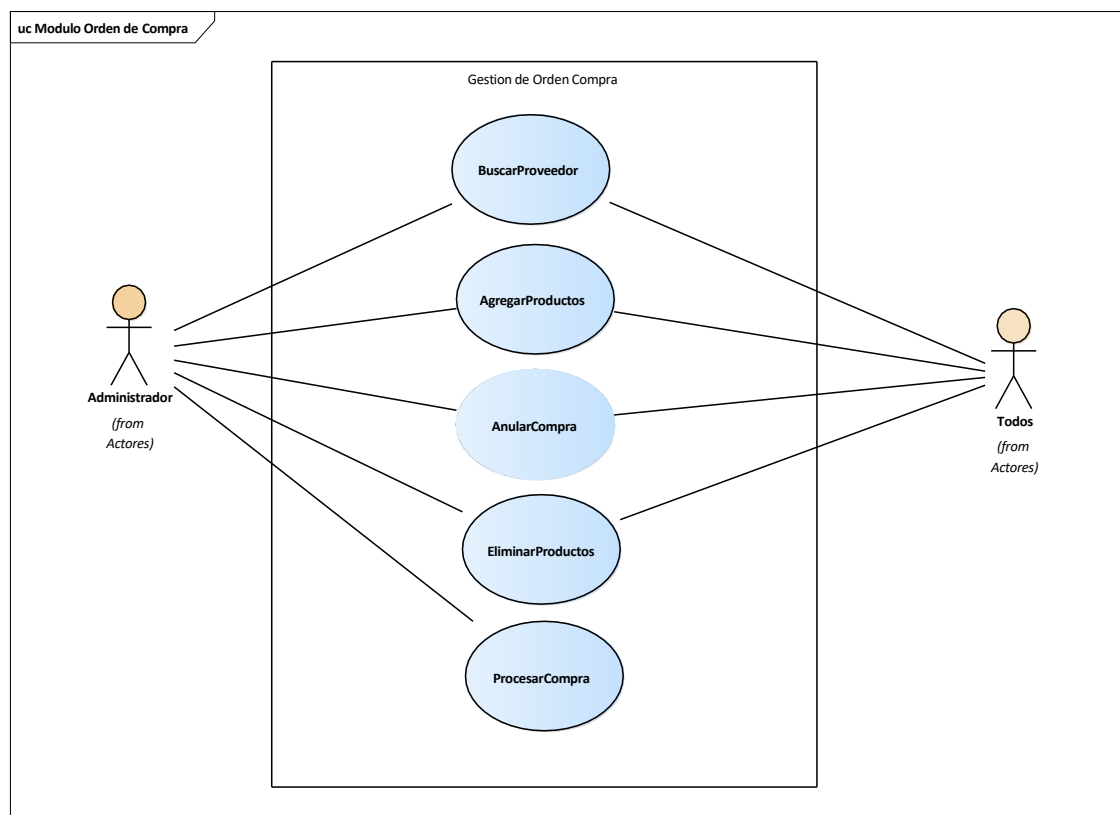 uc Modulo Orden de Compra
Gestion de Orden Compra
BuscarProveedor
AgregarProductos
Administrador
(from
Actores)
AnularCompra
Todos
(from
Actores)
EliminarProductos
ProcesarCompra